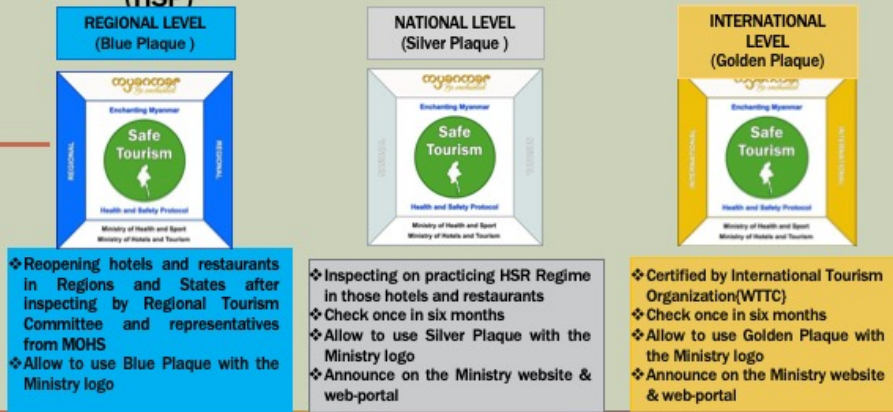 (HSP)
REGIONAL LEVEL
(Blue Plaque )
myanmar
Be enchanted
Enchanting Myanmar
REGIONAL
Safe
Tourism
REGIONAL
Health and Safety Protocol
Ministry of Health and Sport
Ministry of Hotels and Tourism
❖Reopening hotels and restaurants
in Regions and States after
inspecting by Regional Tourism
Committee and representatives
from MOHS
❖Allow to use Blue Plaque with the
Ministry logo
NATIONAL LEVEL
(Silver Plaque )
myanmar
Be enchanted
Enchanting Myanmar
Safe
Tourism
Health and Safety Protocol
Ministry of Health and Sport
Ministry of Hotels and Tourism
❖Inspecting on practicing HSR Regime
in those hotels and restaurants
❖Check once in six months
❖Allow to use Silver Plaque with the
Ministry logo
❖Announce on the Ministry website &
web-portal
INTERNATIONAL
LEVEL
(Golden Plaque)
Be enchanted
Enchanting Myanmar
INTERNATIONAL
Safe
Tourism
INTERNATIONAL
Health and Safety Protocol
Ministry of Health and Sport
Ministry of Hotels and Tourism
❖Certified by International Tourism
Organization(WTTC)
❖Check once in six months
❖Allow to use Golden Plaque with
the Ministry logo
❖Announce on the Ministry website
& web-portal